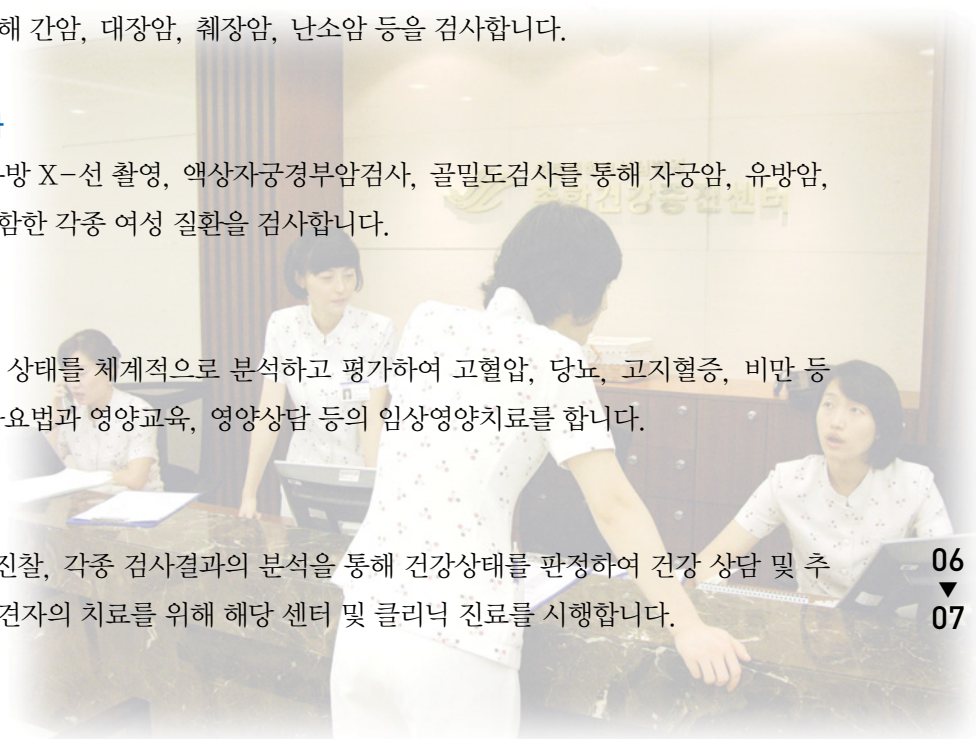 해 간암, 대장암, 췌장암, 난소암 등을 검사합니다.
방 X-선 촬영, 액상자궁경부암검사, 골밀도검사를 통해 자궁암, 유방암,
함한 각종 여성 질환을 검사합니다.
상태를 체계적으로 분석하고 평가하여 고혈압, 당뇨, 고지혈증, 비만 등
요법과 영양교육, 영양상담 등의 임상영양치료를 합니다.
진찰, 각종 검사결과의 분석을 통해 건강상태를 판정하여 건강 상담 및 추
견자의 치료를 위해 해당 센터 및 클리닉 진료를 시행합니다.
06
▼
07